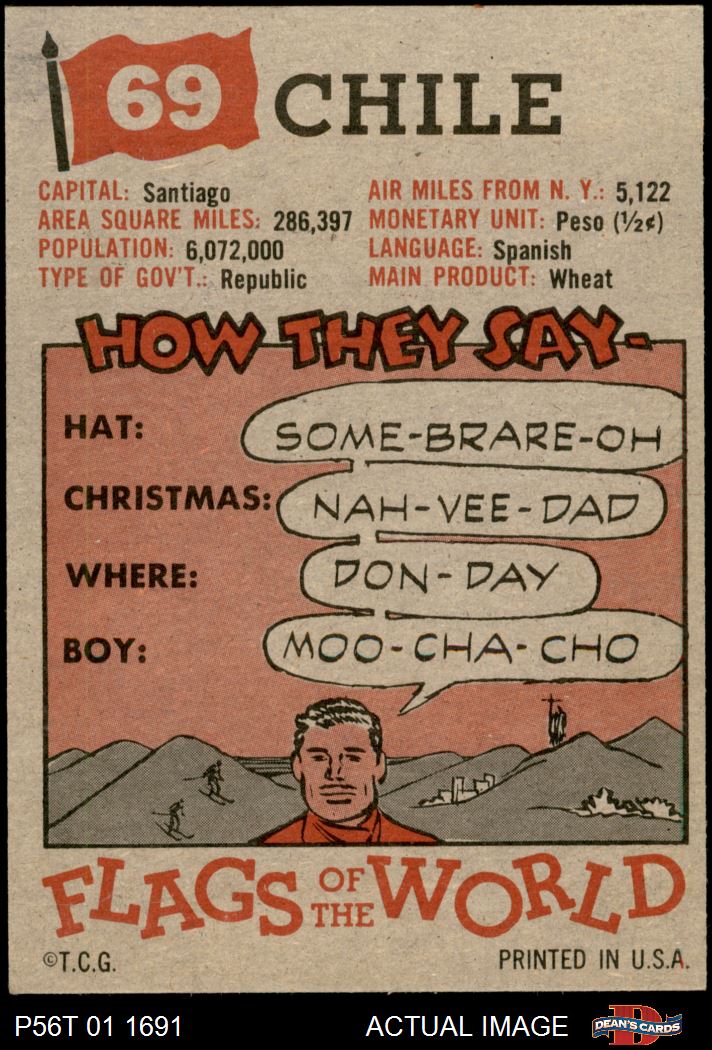 69 CHILE
CAPITAL: Santiago AIR MILES FROM N. Y.: 5,122
AREA SQUARE MILES: 286,397 MONETARY UNIT: Peso (½¢)
POPULATION: 6,072,000 LANGUAGE: Spanish
TYPE OF GOV'T.: Republic MAIN PRODUCT: Wheat
HOW THEY SAY-
HAT: SOME-BRARE-OH
CHRISTMAS: NAH-VEE-DAD
WHERE: DON-DAY
BOY: MOO-CHA-CHO
FLAGS OF THE WORLD
©T.C.G. PRINTED IN U.S.A.
P56T 01 1691 ACTUAL IMAGE D DEAN'S CARDS